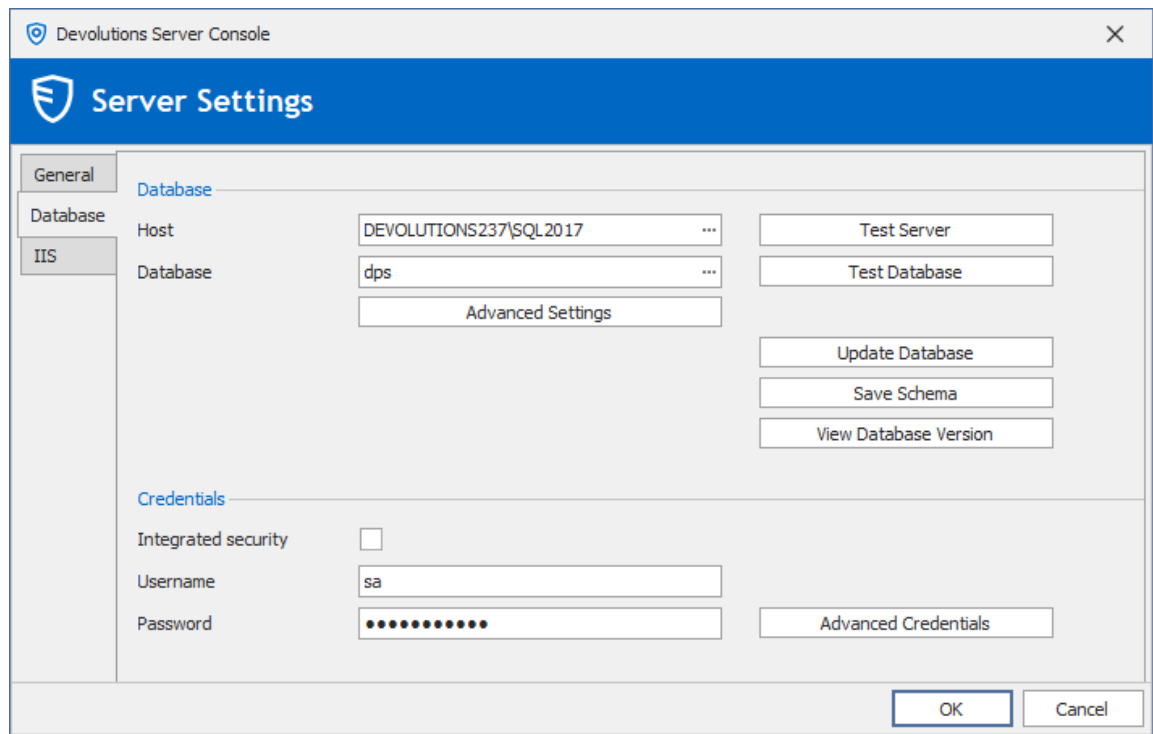 Devolutions Server Console
Server Settings
General
Database
IIS
Database
Host DEVOLUTIONS237\SQL2017 ... Test Server
Database dps ... Test Database
Advanced Settings
Update Database
Save Schema
View Database Version
Credentials
Integrated security
Username sa
Password ●●●●●●●●●●● Advanced Credentials
OK Cancel